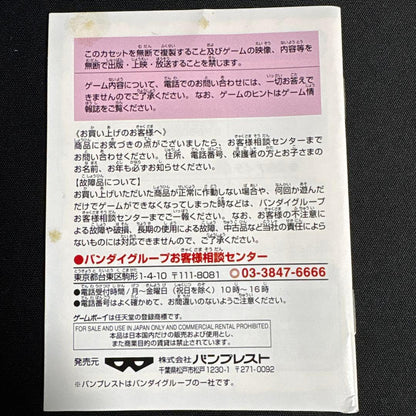 このカセットを無断で複製すること及びゲームの映像、内容等を
無断で出版・上映・放送することを禁じます。
ゲーム内容について、電話でのお問い合わせには、一切お答えで
きませんのでご了承ください。なお、ゲームのヒントはゲーム情
報誌をご覧ください。
〈お買い上げのお客様へ〉
商品にお気づきの点がございましたら、お客様相談センターまで
お問い合わせください。住所、電話番号、保護者の方とお子さまの
お名前、お年も必ずお知らせください。
【故障品について】
お買い上げいただいた商品が正常に作動しない場合や、何回か遊んだ
だけでゲームができなくなってしまった時などは、バンダイグルー
プお客様相談センターまでご一報ください。なお、お客様の不注意に
よる故障や破損、長期の使用による故障、中古品など当社の責任によ
らないものには対応できませんので、ご了承ください。
●バンダイグループお客様相談センター
東京都台東区駒形1-4-10 〒111-8081 ☎03-3847-6666
●電話受付時間／月〜金曜日（祝日を除く）10時〜16時
●電話番号をよく確かめて、お間違のないようご注意ください。
ゲームボーイは任天堂の登録商標です。
FOR SALE AND USE IN JAPAN ONLY AND COMMERCIAL RENTAL PROHIBITED.
本品は日本国内だけの販売および使用とし、
また商業目的の賃貸は禁止されています。
発売元 株式会社 バンプレスト
千葉県松戸市松戸1230-1 〒271-0092
※バンプレストはバンダイグループの一社です。